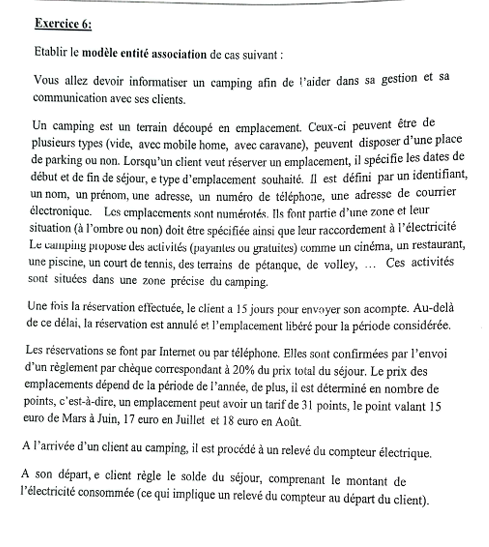 Exercice 6:
Etablir le modèle entité association de cas suivant :
Vous allez devoir informatiser un camping afin de l'aider dans sa gestion et sa
communication avec ses clients.
Un camping est un terrain découpé en emplacement. Ceux-ci peuvent être de
plusieurs types (vide, avec mobile home, avec caravane), peuvent disposer d'une place
de parking ou non. Lorsqu'un client veut réserver un emplacement, il spécifie les dates de
début et de fin de séjour, e type d'emplacement souhaité. Il est défini par un identifiant,
un nom, un prénom, une adresse, un numéro de téléphone, une adresse de courrier
électronique. Les emplacements sont numérotés. Ils font partie d'une zone et leur
situation (à l'ombre ou non) doit être spécifiée ainsi que leur raccordement à l'électricité
Le camping propose des activités (payantes ou gratuites) comme un cinéma, un restaurant,
une piscine, un court de tennis, des terrains de pétanque, de volley, … Ces activités
sont situées dans une zone précise du camping.
Une fois la réservation effectuée, le client a 15 jours pour envoyer son acompte. Au-delà
de ce délai, la réservation est annulé et l'emplacement libéré pour la période considérée.
Les réservations se font par Internet ou par téléphone. Elles sont confirmées par l'envoi
d'un règlement par chèque correspondant à 20% du prix total du séjour. Le prix des
emplacements dépend de la période de l'année, de plus, il est déterminé en nombre de
points, c'est-à-dire, un emplacement peut avoir un tarif de 31 points, le point valant 15
euro de Mars à Juin, 17 euro en Juillet et 18 euro en Août.
A l'arrivée d'un client au camping, il est procédé à un relevé du compteur électrique.
A son départ, e client règle le solde du séjour, comprenant le montant de
l'électricité consommée (ce qui implique un relevé du compteur au départ du client).